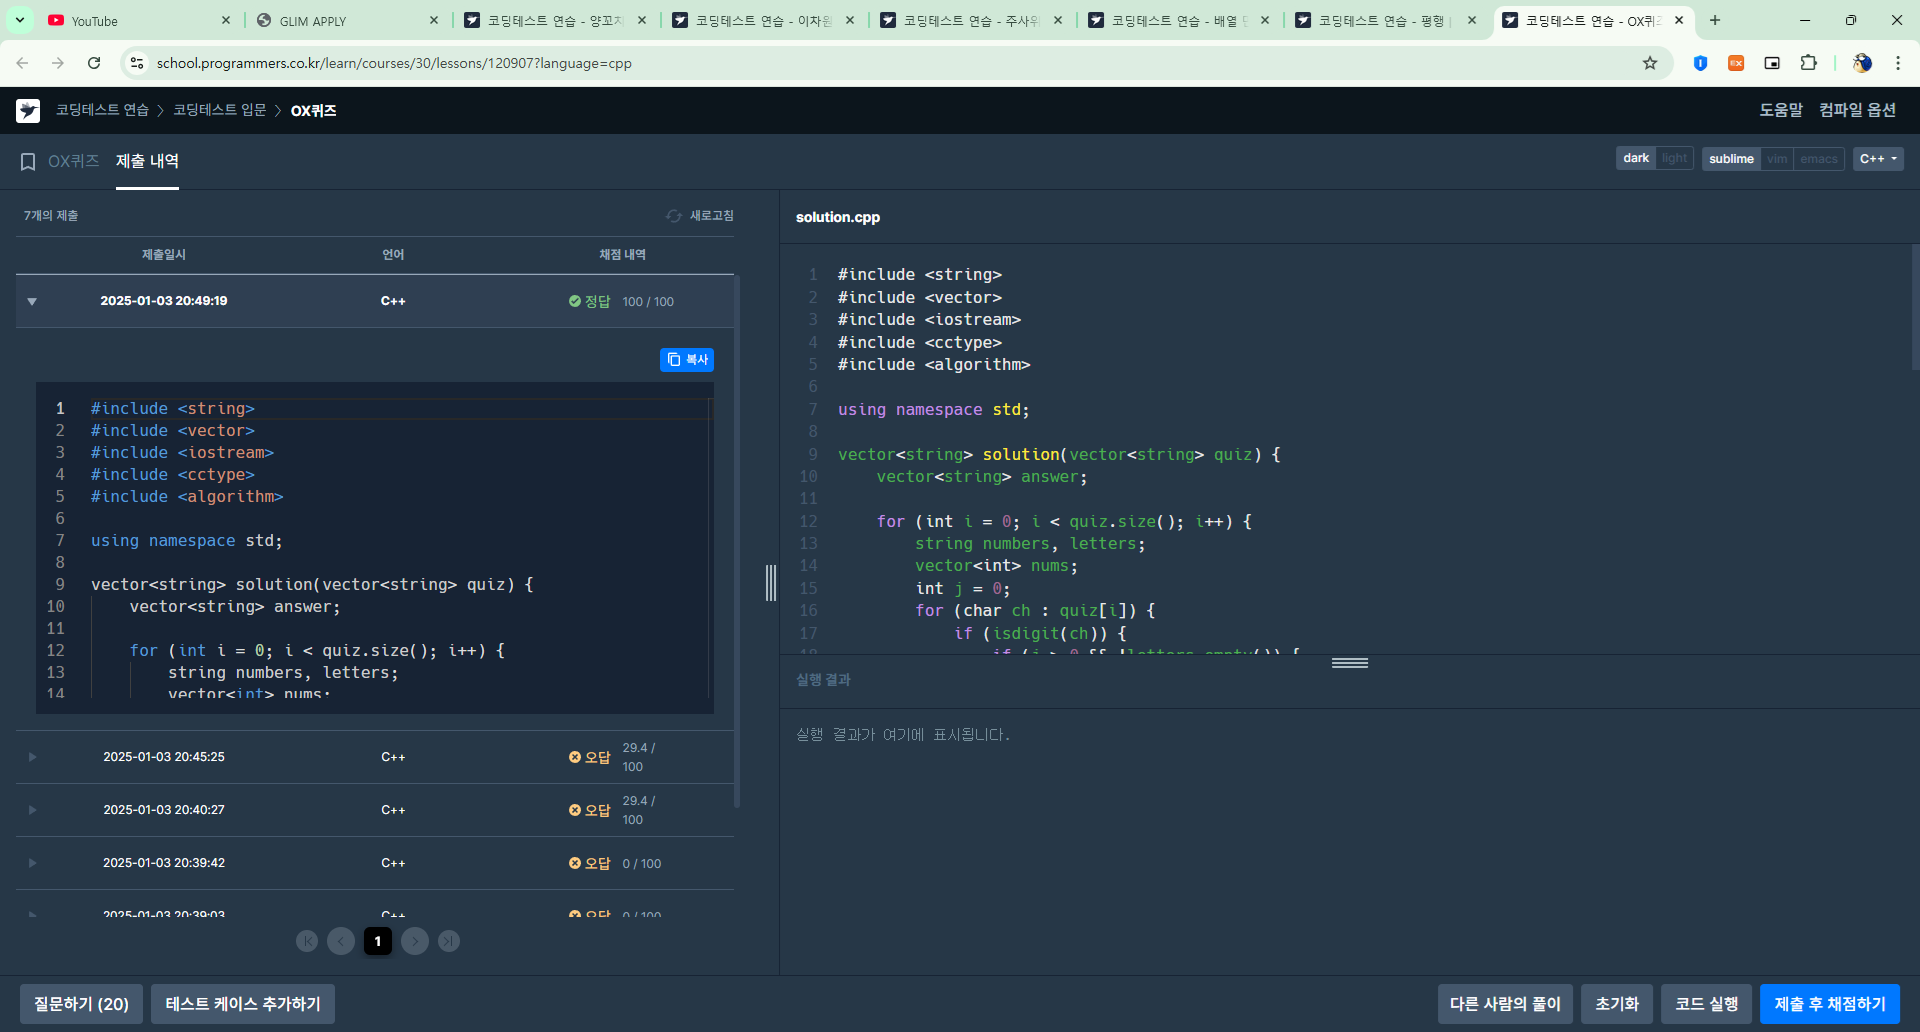 YouTube
GLIM APPLY
코딩테스트 연습 - 양꼬치
코딩테스트 연습 - 이차원
코딩테스트 연습 - 주사위
코딩테스트 연습 - 배열
코딩테스트 연습 - 평행
코딩테스트 연습 - OX퀴즈
school.programmers.co.kr/learn/courses/30/lessons/120907?language=cpp
코딩테스트 연습 > 코딩테스트 입문 > OX퀴즈
도움말 컴파일 옵션
OX퀴즈 제출 내역
dark light
sublime vim emacs
C++
7개의 제출
새로고침
제출일시 언어 채점 내역
2025-01-03 20:49:19 C++ 정답 100 / 100
복사
1 #include <string>
2 #include <vector>
3 #include <iostream>
4 #include <cctype>
5 #include <algorithm>
6
7 using namespace std;
8
9 vector<string> solution(vector<string> quiz) {
10 vector<string> answer;
11
12 for (int i = 0; i < quiz.size(); i++) {
13 string numbers, letters;
14 vector<int> nums;
2025-01-03 20:45:25 C++ 오답 29.4 /
100
2025-01-03 20:40:27 C++ 오답 29.4 /
100
2025-01-03 20:39:42 C++ 오답 0 / 100
2025-01-03 20:39:03 C++ 오답 0 / 100
1
solution.cpp
1 #include <string>
2 #include <vector>
3 #include <iostream>
4 #include <cctype>
5 #include <algorithm>
6
7 using namespace std;
8
9 vector<string> solution(vector<string> quiz) {
10 vector<string> answer;
11
12 for (int i = 0; i < quiz.size(); i++) {
13 string numbers, letters;
14 vector<int> nums;
15 int j = 0;
16 for (char ch : quiz[i]) {
17 if (isdigit(ch)) {
18 if (j > 0 && !letters.empty()) {
실행 결과
실행 결과가 여기에 표시됩니다.
질문하기 (20) 테스트 케이스 추가하기
다른 사람의 풀이 초기화 코드 실행 제출 후 채점하기